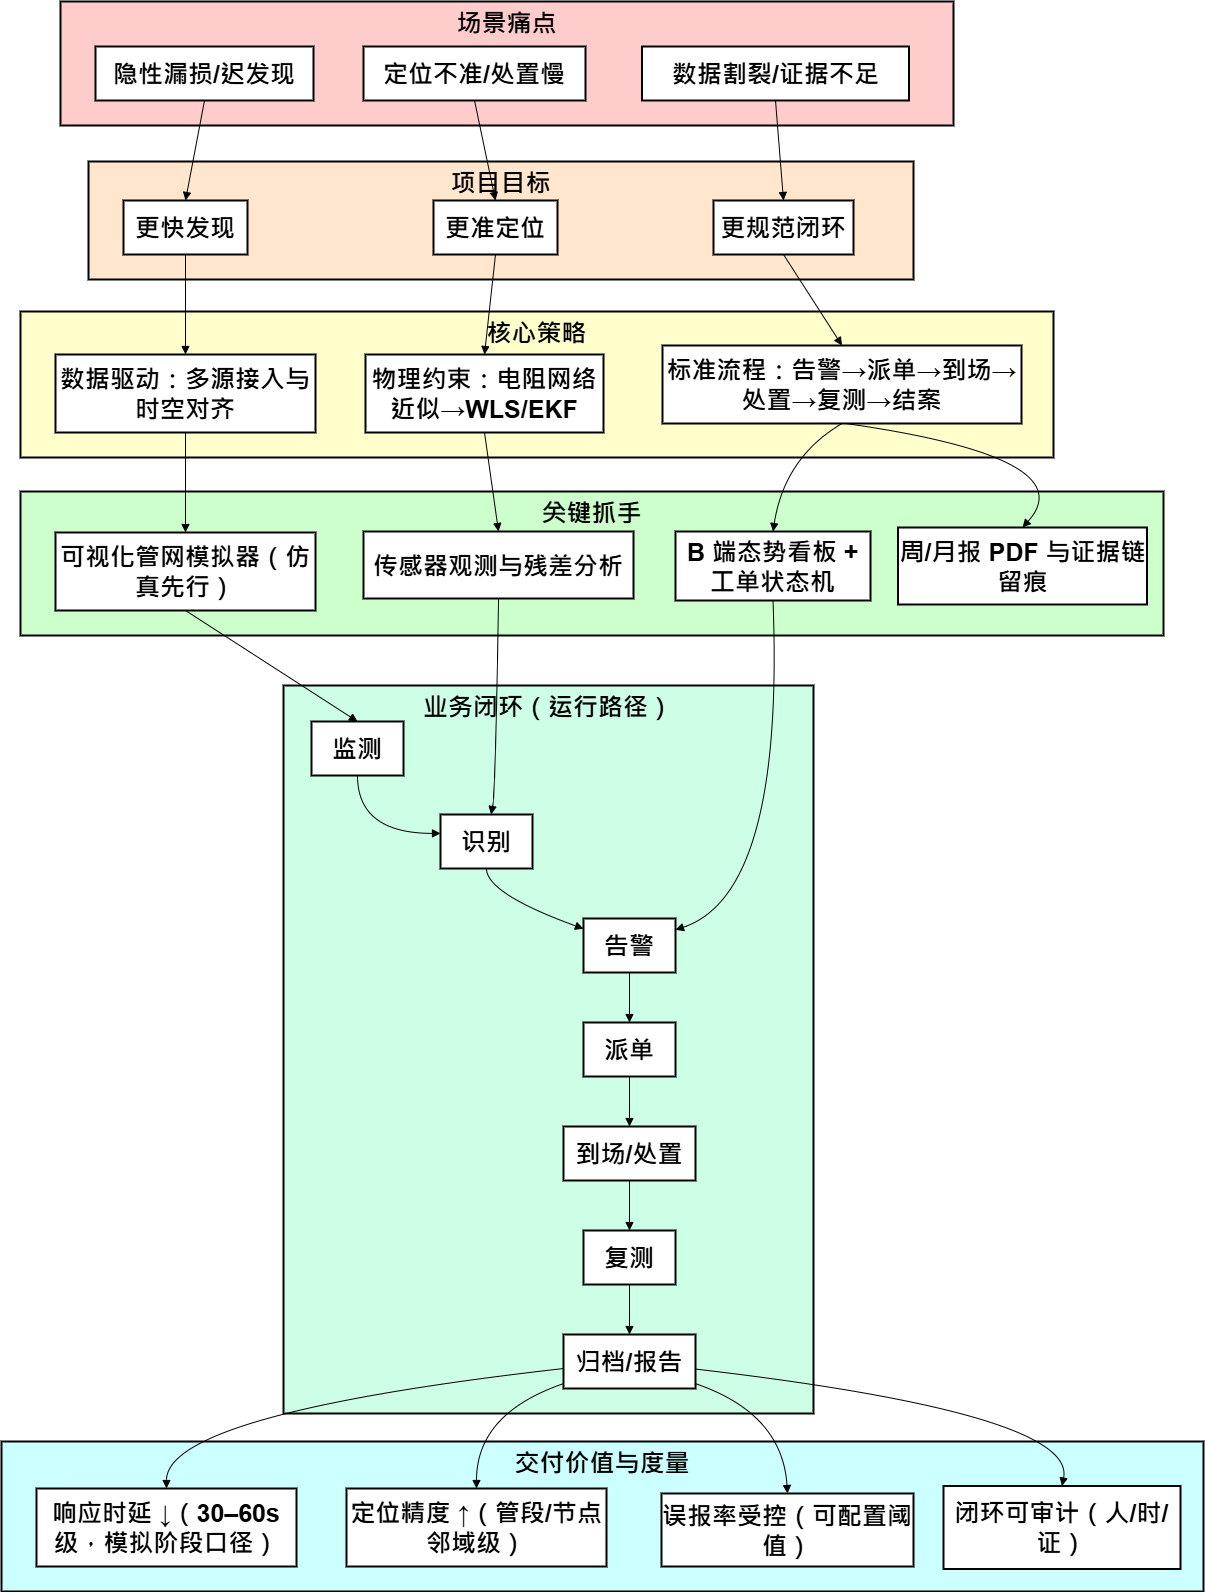 场景痛点
隐性漏损/迟发现
定位不准/处置慢
数据割裂/证据不足
项目目标
更快发现
更准定位
更规范闭环
核心策略
数据驱动：多源接入与
时空对齐
物理约束：电阻网络
近似→WLS/EKF
标准流程：告警→派单→到场→
处置→复测→结案
关键抓手
可视化管网模拟器（仿
真先行）
传感器观测与残差分析
B 端态势看板 +
工单状态机
周/月报 PDF 与证据链
留痕
业务闭环（运行路径）
监测
识别
告警
派单
到场/处置
复测
归档/报告
交付价值与度量
响应时延↓（30–60s
级，模拟阶段口径）
定位精度↑（管段/节点
邻域级）
误报率受控（可配置阈
值）
闭环可审计（人/时/
证）